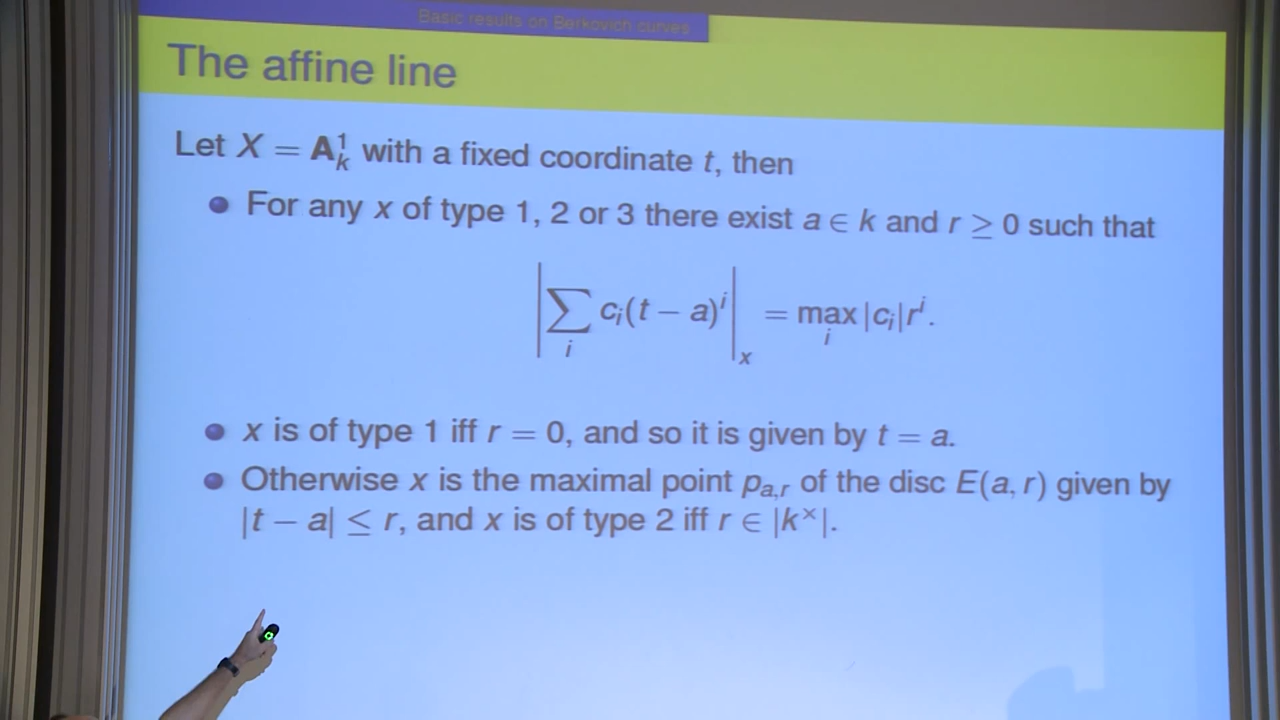 Basic results on Berkovich curves
The affine line
Let X = A¹ₖ with a fixed coordinate t, then
For any x of type 1, 2 or 3 there exist a ∈ k and r ≥ 0 such that
|∑ᵢ cᵢ(t − a)ⁱ|ₓ = maxᵢ |cᵢ|rⁱ.
x is of type 1 iff r = 0, and so it is given by t = a.
Otherwise x is the maximal point p_{a,r} of the disc E(a, r) given by
|t − a| ≤ r, and x is of type 2 iff r ∈ |k^×|.